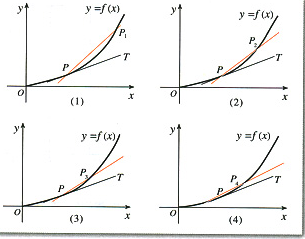 y
y=f(x)
P₁
P
T
O
x
(1)
y
y=f(x)
P₂
P
T
O
x
(2)
y
y=f(x)
P₃
P
T
O
x
(3)
y
y=f(x)
P₄
P
T
O
x
(4)